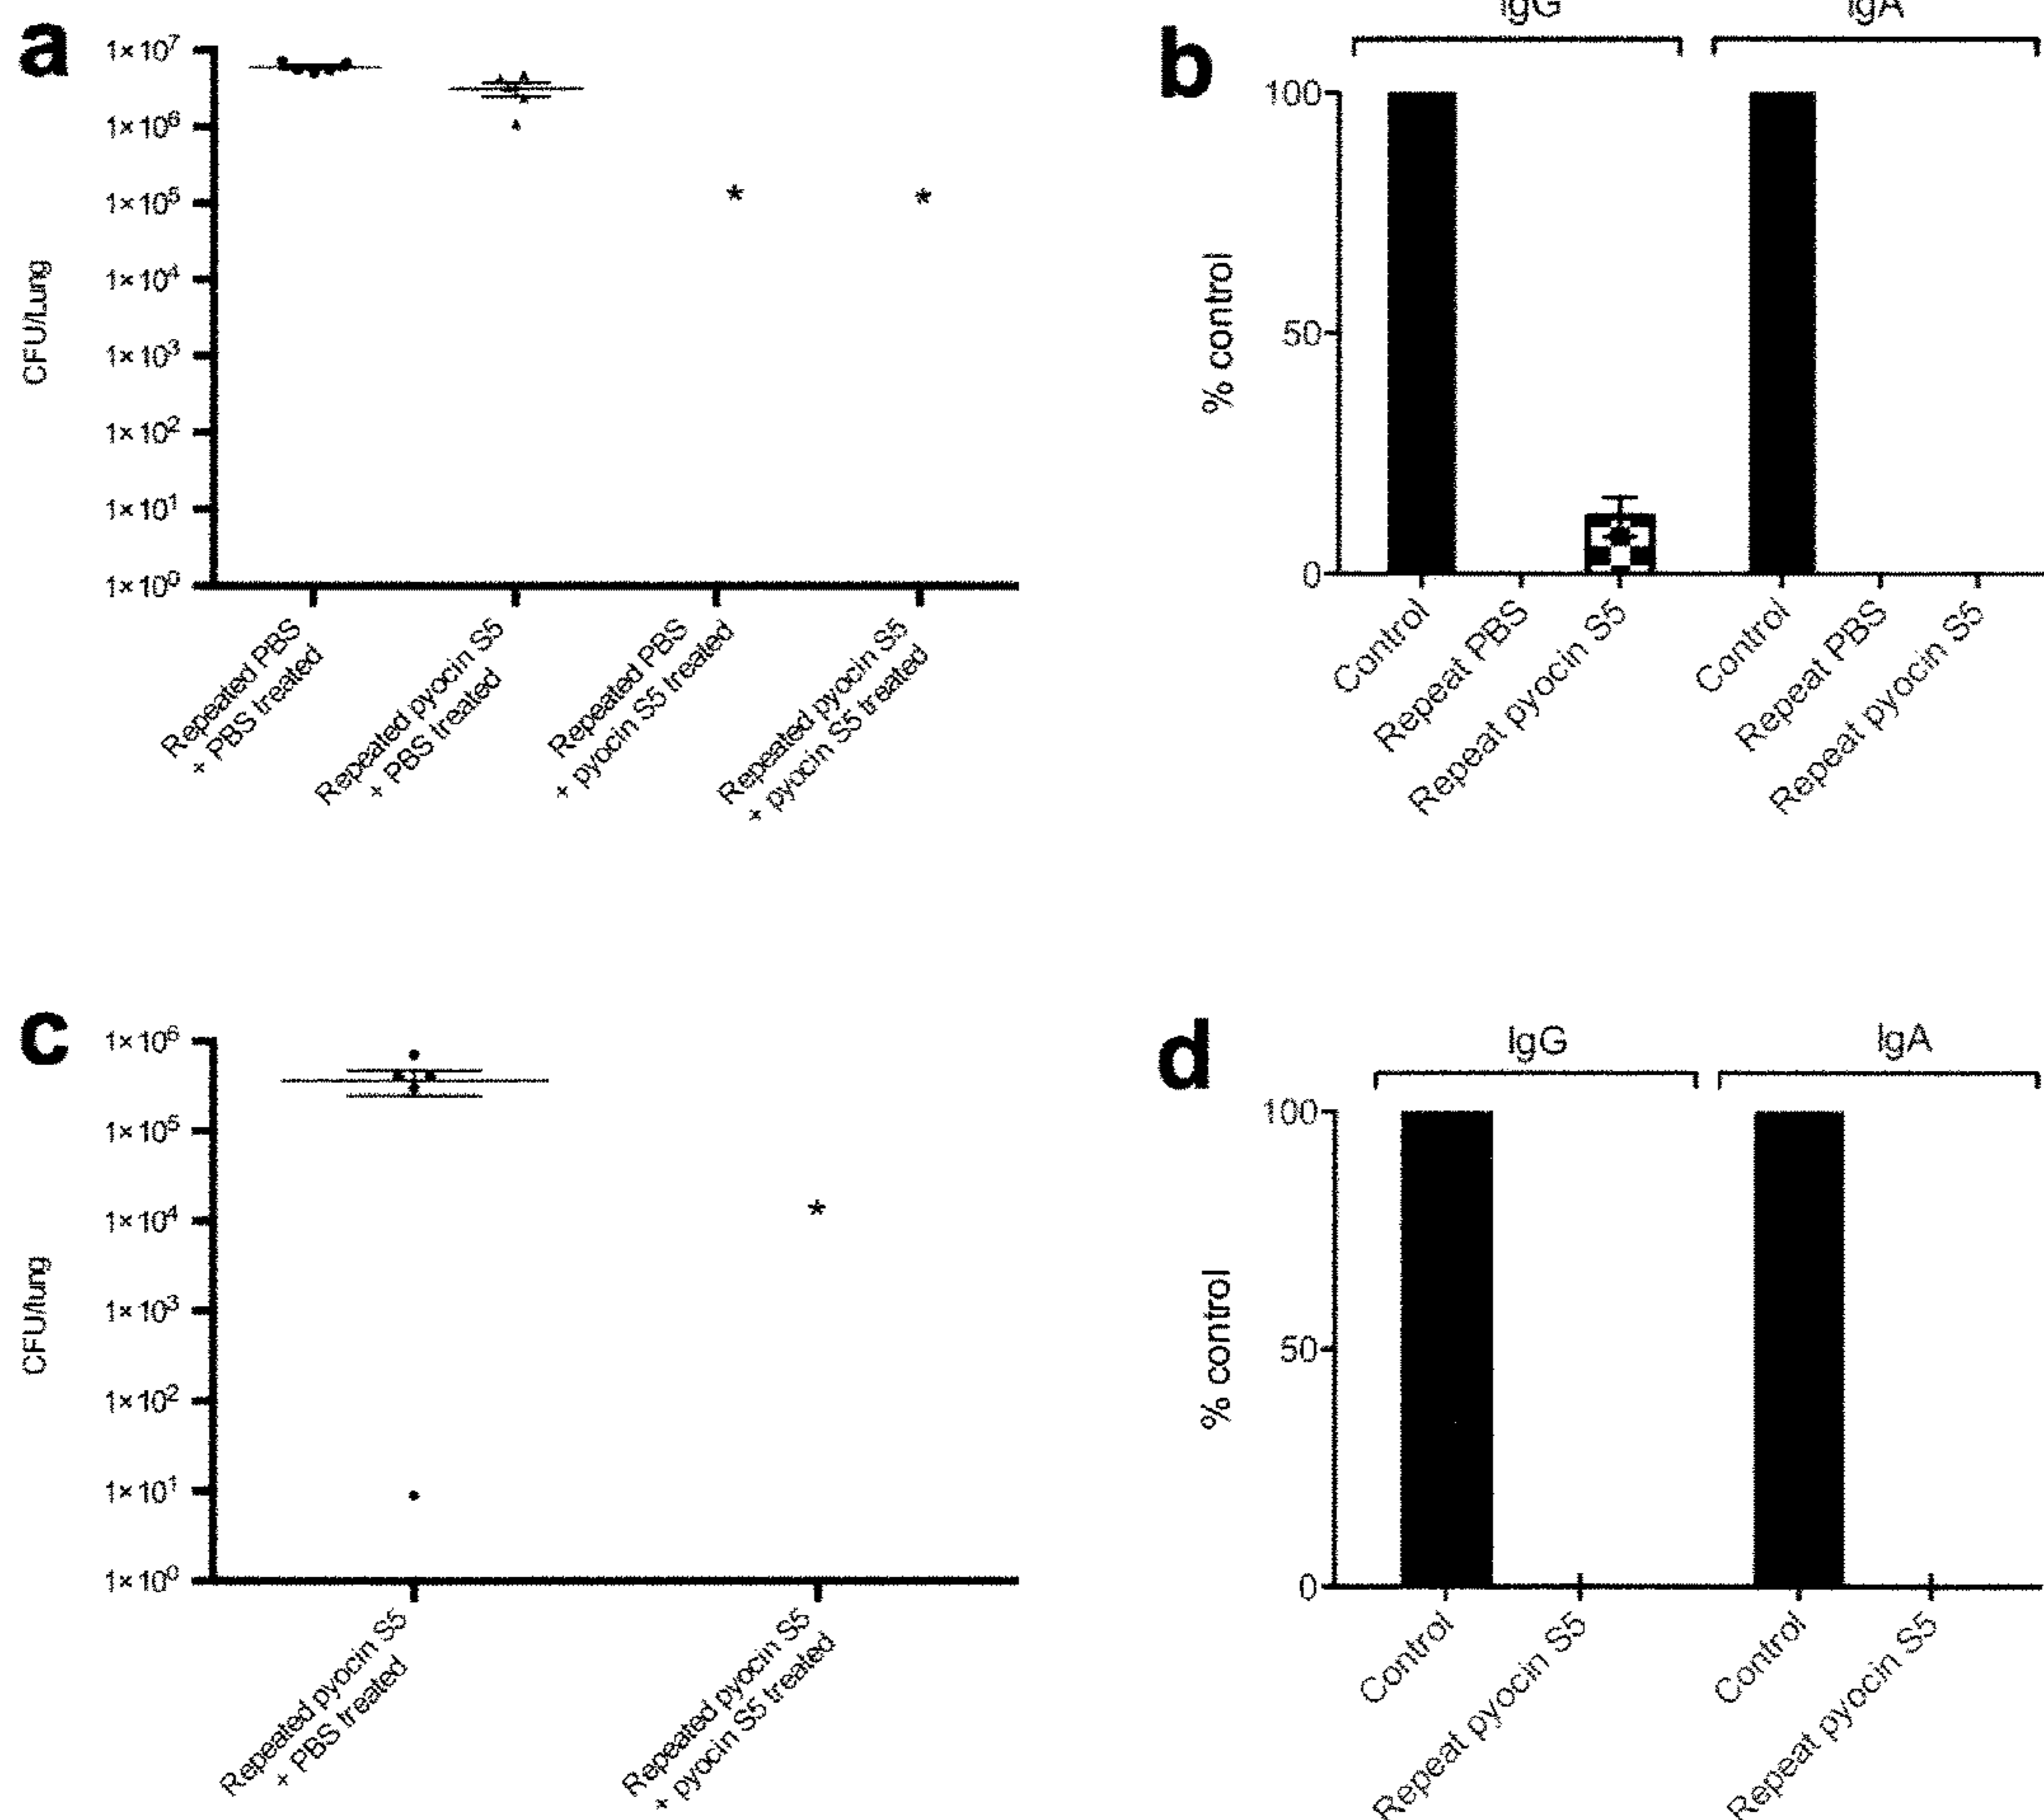 a
1×10⁷
1×10⁶
1×10⁵
1×10⁴
1×10³
1×10²
1×10¹
1×10⁰
CFU/Lung
*
*
Repeated PBS
+ PBS treated
Repeated pyocin S5
+ PBS treated
Repeated PBS
+ pyocin S5 treated
Repeated pyocin S5
+ pyocin S5 treated
b
IgG
IgA
100
50
0
% control
*
Control
Repeat PBS
Repeat pyocin S5
Control
Repeat PBS
Repeat pyocin S5
c
1×10⁶
1×10⁵
1×10⁴
1×10³
1×10²
1×10¹
1×10⁰
CFU/lung
*
Repeated pyocin S5
+ PBS treated
Repeated pyocin S5
+ pyocin S5 treated
d
IgG
IgA
100
50
0
% control
Control
Repeat pyocin S5
Control
Repeat pyocin S5